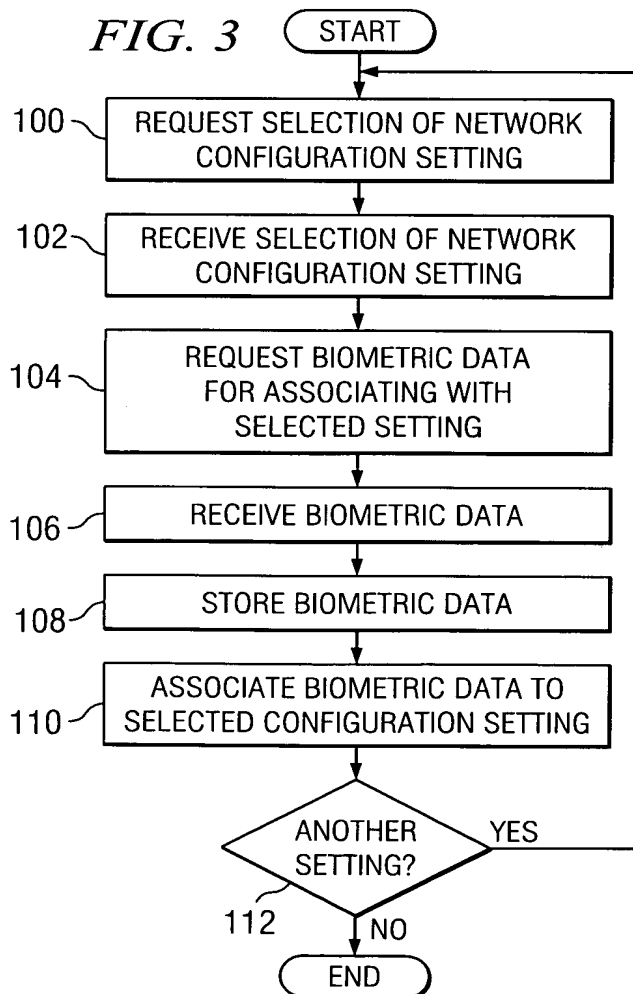 FIG. 3
START
100
REQUEST SELECTION OF NETWORK
CONFIGURATION SETTING
102
RECEIVE SELECTION OF NETWORK
CONFIGURATION SETTING
104
REQUEST BIOMETRIC DATA
FOR ASSOCIATING WITH
SELECTED SETTING
106
RECEIVE BIOMETRIC DATA
108
STORE BIOMETRIC DATA
110
ASSOCIATE BIOMETRIC DATA TO
SELECTED CONFIGURATION SETTING
ANOTHER
SETTING?
YES
112
NO
END